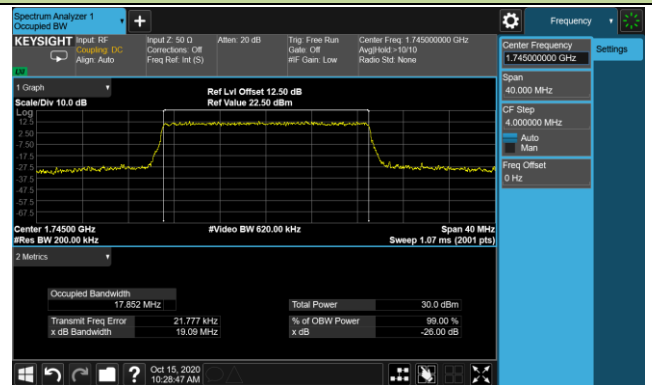 Spectrum Analyzer 1
Occupied BW
+
Frequency
KEYSIGHT
Input: RF
Coupling: DC
Align: Auto
Input Z: 50 Ω
Corrections: Off
Freq Ref: Int (S)
Atten: 20 dB
Trig: Free Run
Gate: Off
#IF Gain: Low
Center Freq: 1.745000000 GHz
Avg|Hold:>10/10
Radio Std: None
Center Frequency
1.745000000 GHz
Settings
Span
40.000 MHz
CF Step
4.000000 MHz
Auto
Man
Freq Offset
0 Hz
1 Graph
Scale/Div 10.0 dB
Ref Lvl Offset 12.50 dB
Ref Value 22.50 dBm
Log
12.5
2.50
-7.50
-17.5
-27.5
-37.5
-47.5
-57.5
-67.5
Center 1.74500 GHz
#Video BW 620.00 kHz
Span 40 MHz
#Res BW 200.00 kHz
Sweep 1.07 ms (2001 pts)
2 Metrics
Occupied Bandwidth
17.852 MHz
Total Power 30.0 dBm
Transmit Freq Error 21.777 kHz
% of OBW Power 99.00 %
x dB Bandwidth 19.09 MHz
x dB -26.00 dB
?
Oct 15, 2020
10:28:47 AM